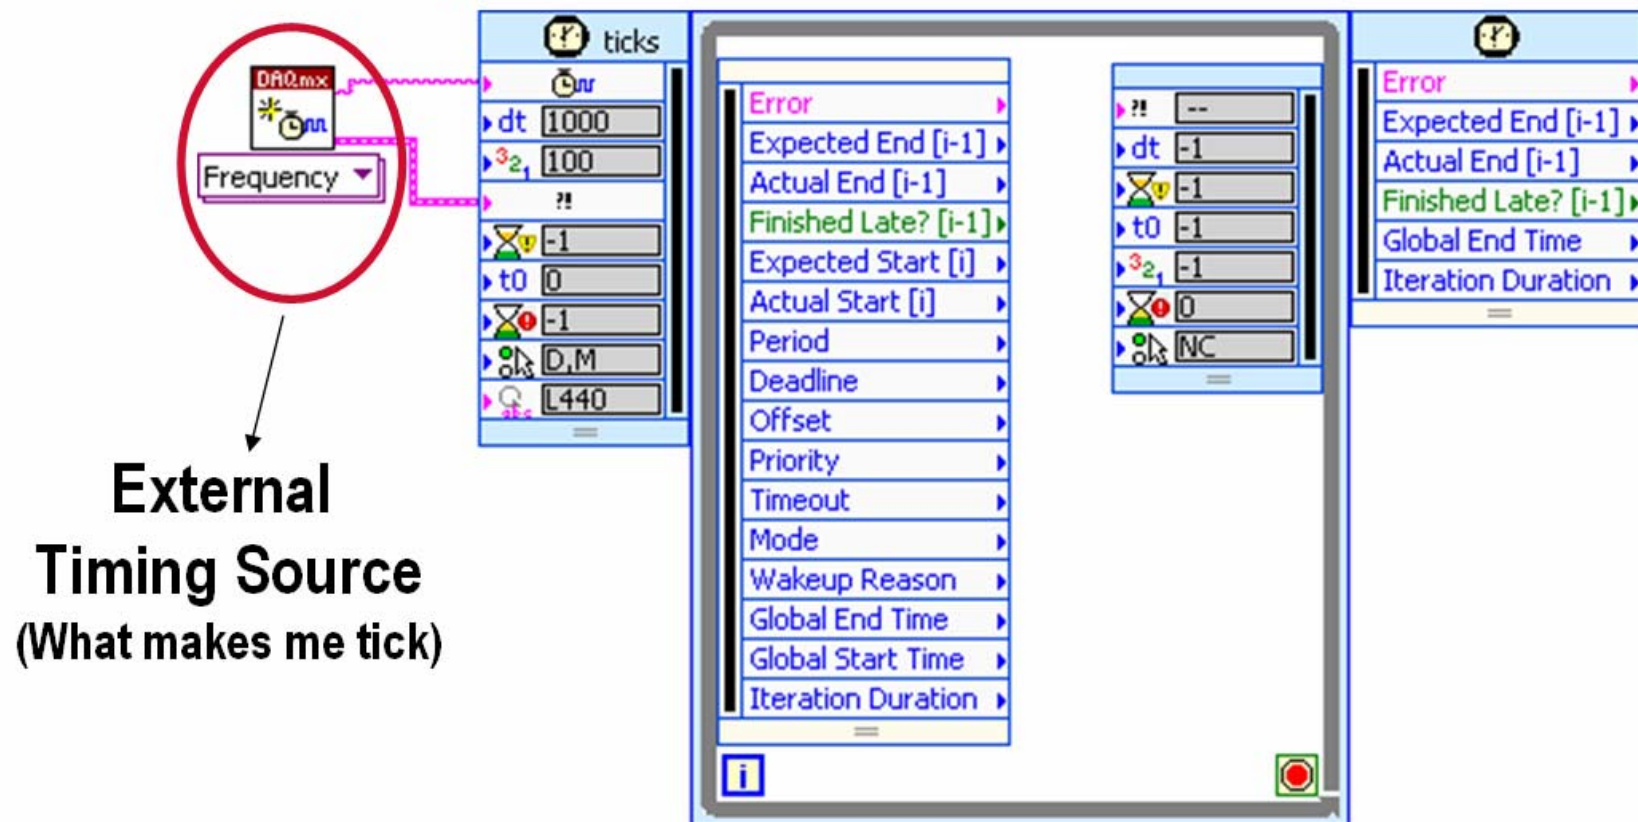 DAQmx
Frequency
External
Timing Source
(What makes me tick)
ticks
dt 1000
321 100
?!
-1
t0 0
-1
D,M
abc L440
Error
Expected End [i-1]
Actual End [i-1]
Finished Late? [i-1]
Expected Start [i]
Actual Start [i]
Period
Deadline
Offset
Priority
Timeout
Mode
Wakeup Reason
Global End Time
Global Start Time
Iteration Duration
i
?! --
dt -1
-1
t0 -1
321 -1
0
NC
Error
Expected End [i-1]
Actual End [i-1]
Finished Late? [i-1]
Global End Time
Iteration Duration